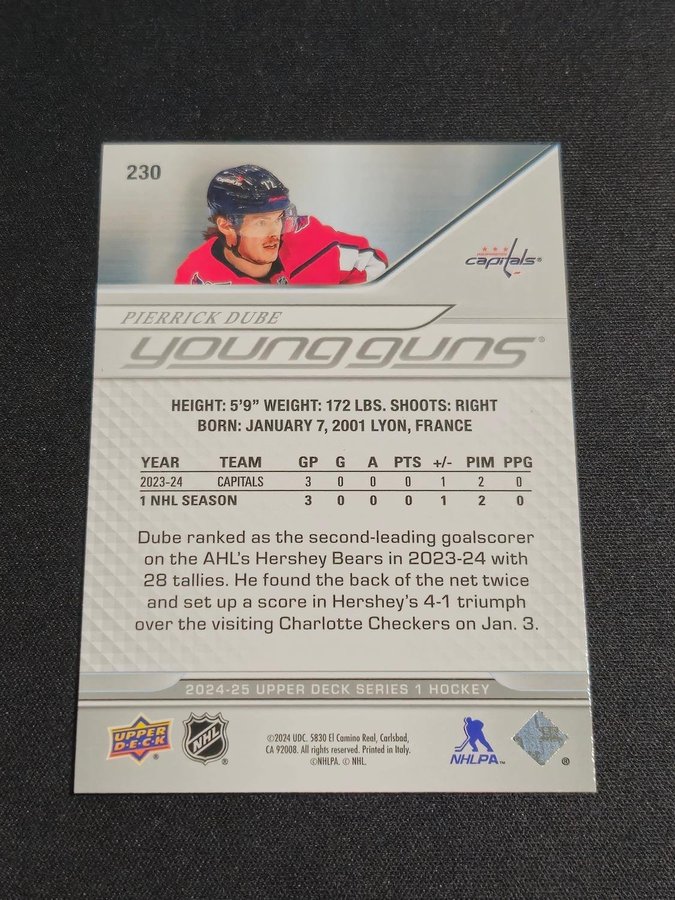 230
72
capitals®
PIERRICK DUBE
young guns®
HEIGHT: 5'9" WEIGHT: 172 LBS. SHOOTS: RIGHT
BORN: JANUARY 7, 2001 LYON, FRANCE
YEAR TEAM GP G A PTS +/- PIM PPG
2023-24 CAPITALS 3 0 0 0 1 2 0
1 NHL SEASON 3 0 0 0 1 2 0
Dube ranked as the second-leading goalscorer
on the AHL's Hershey Bears in 2023-24 with
28 tallies. He found the back of the net twice
and set up a score in Hershey's 4-1 triumph
over the visiting Charlotte Checkers on Jan. 3.
2024-25 UPPER DECK SERIES 1 HOCKEY
UPPER DECK®
NHL®
©2024 UDC. 5830 El Camino Real, Carlsbad,
CA 92008. All rights reserved. Printed in Italy.
©NHLPA. © NHL.
NHLPA™
®